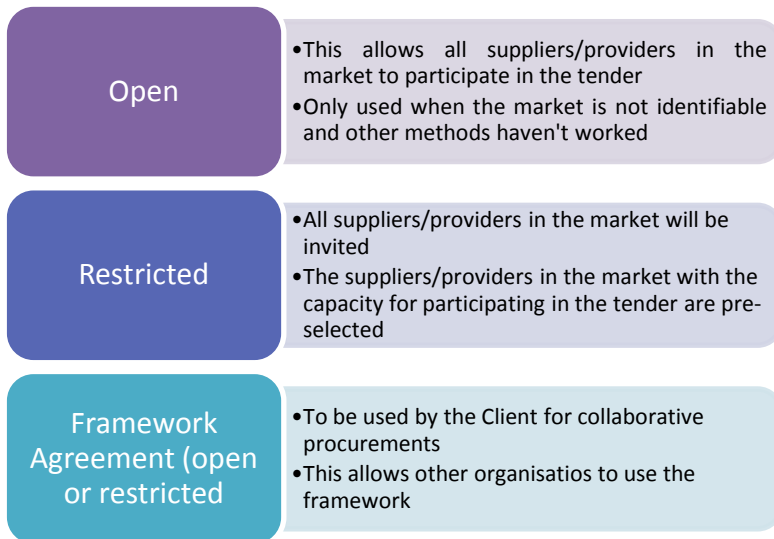 Open
•This allows all suppliers/providers in the
market to participate in the tender
•Only used when the market is not identifiable
and other methods haven't worked
Restricted
•All suppliers/providers in the market will be
invited
•The suppliers/providers in the market with the
capacity for participating in the tender are pre-
selected
Framework
Agreement (open
or restricted
•To be used by the Client for collaborative
procurements
•This allows other organisatios to use the
framework